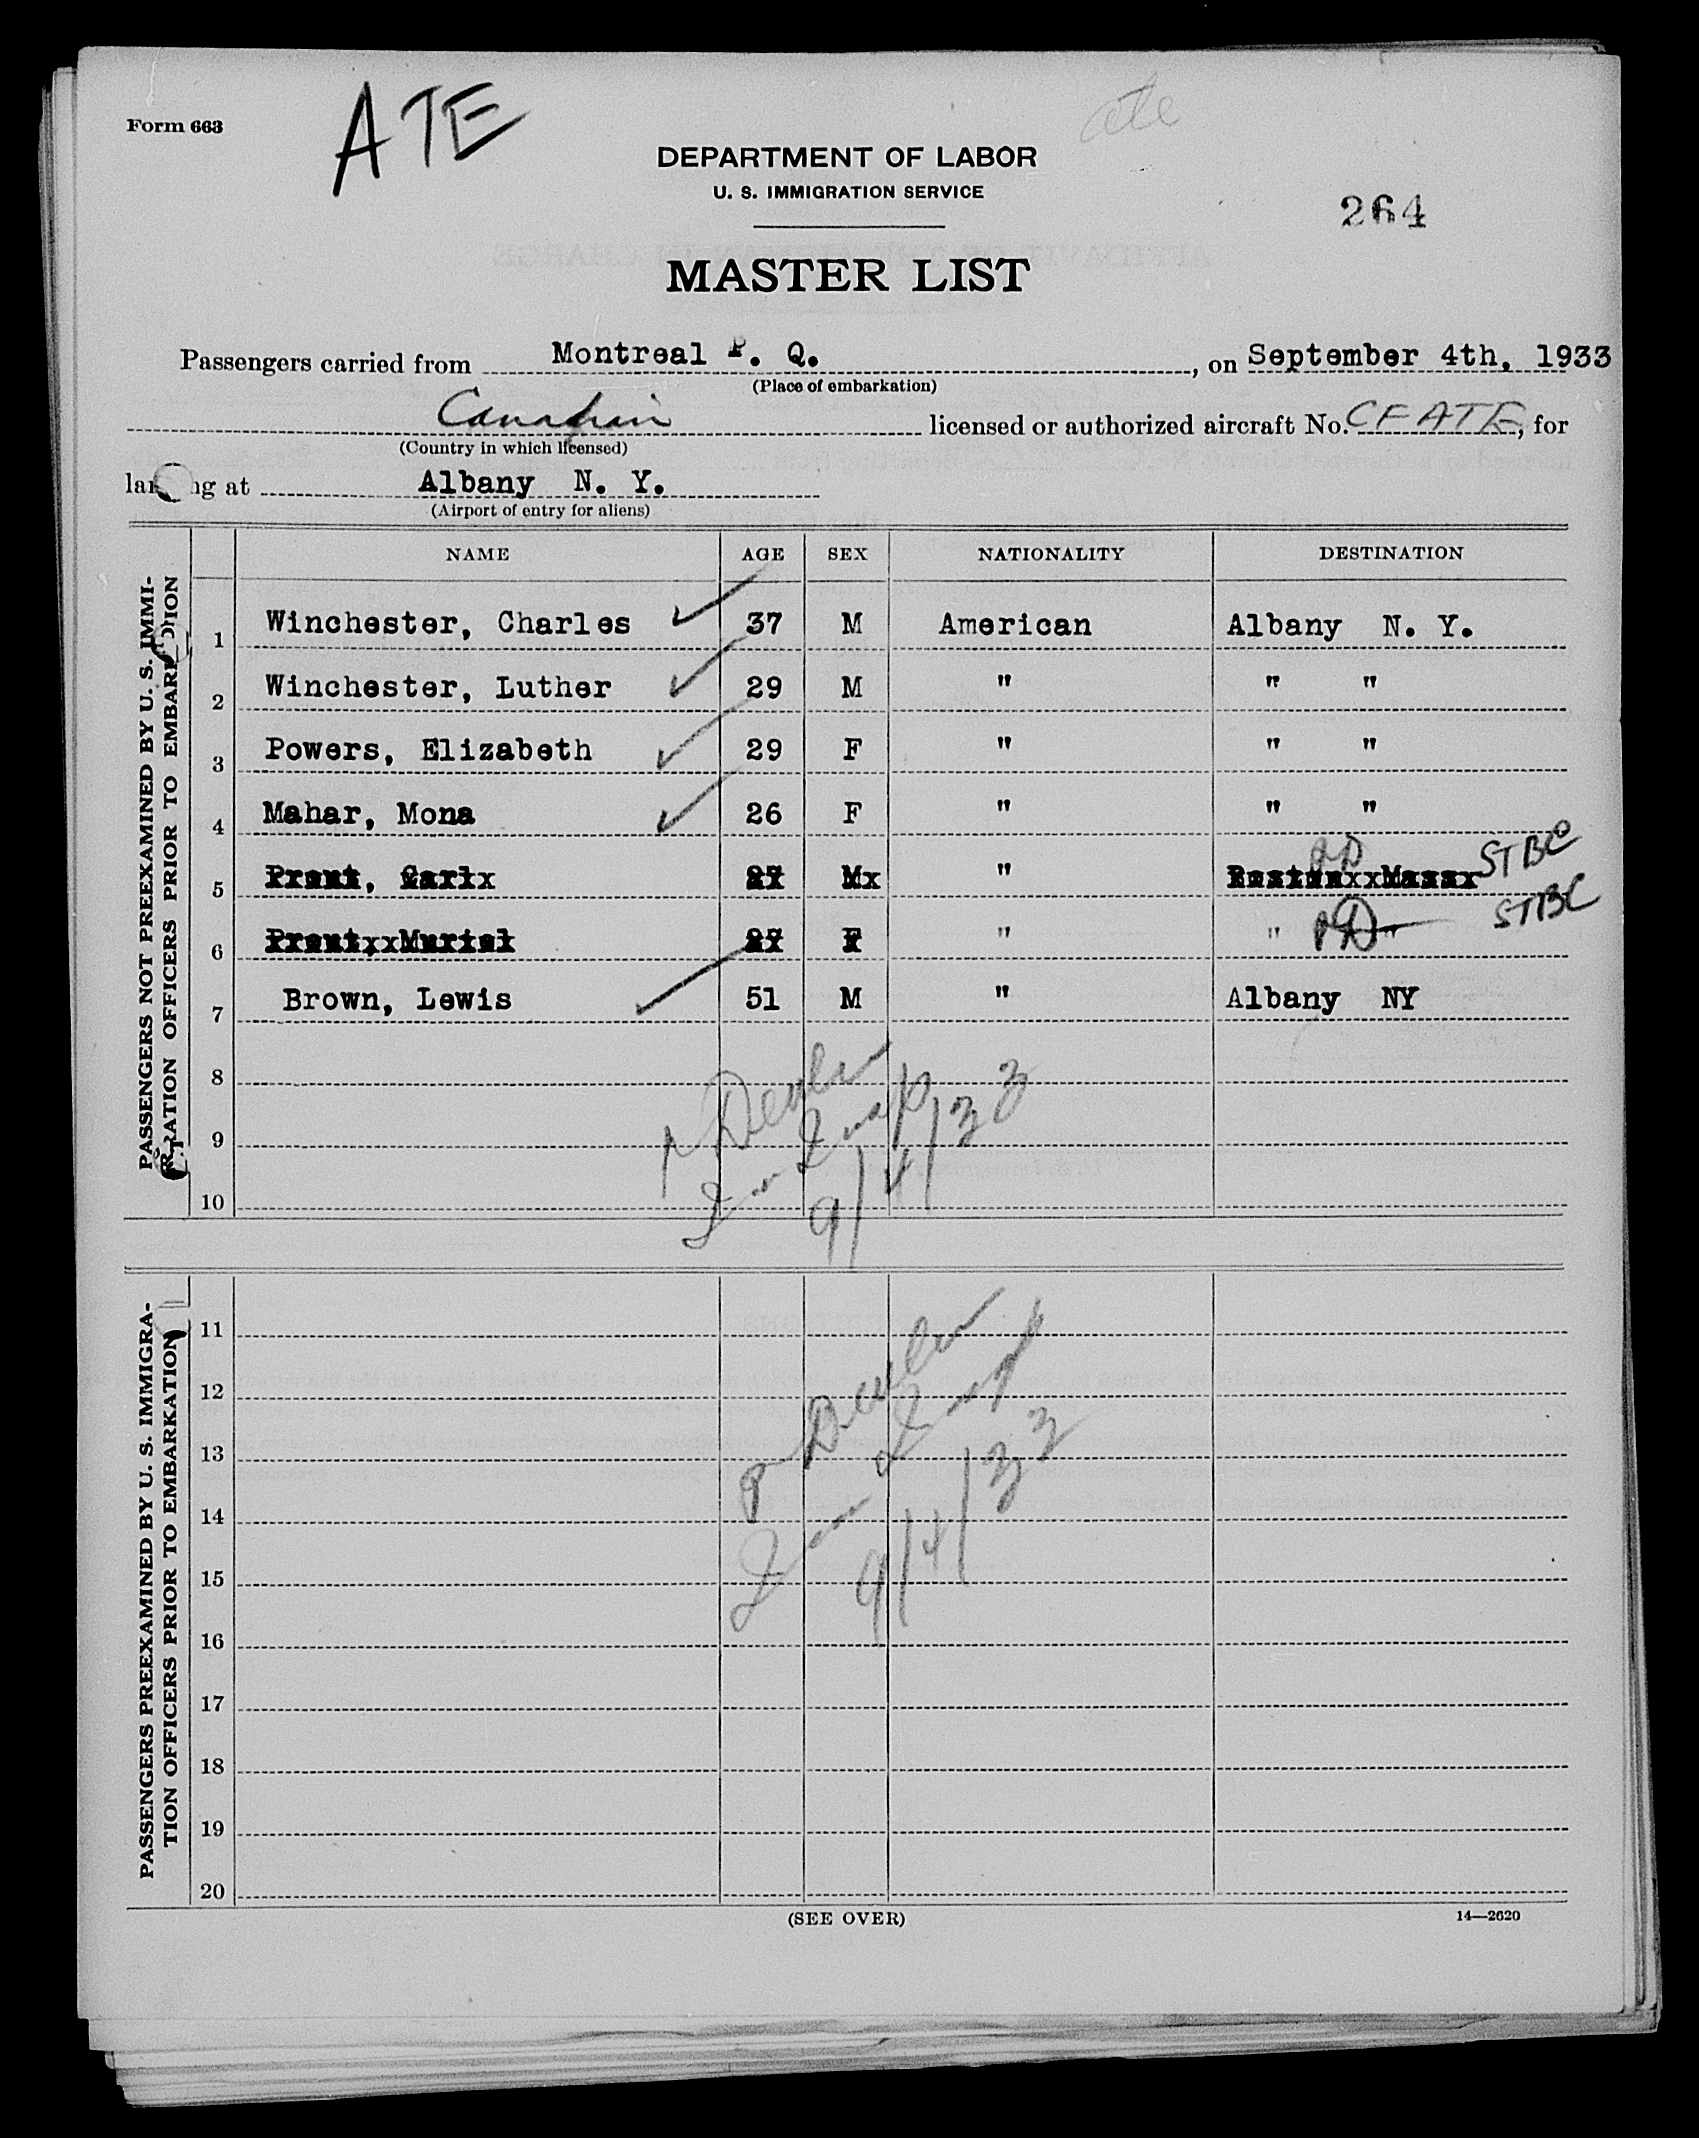 Form 663
ATE
ate
DEPARTMENT OF LABOR
U. S. IMMIGRATION SERVICE
264
MASTER LIST
Passengers carried from Montreal P. Q., on September 4th, 1933
(Place of embarkation)
Canadian licensed or authorized aircraft No. CFATE, for
(Country in which licensed)
landing at Albany N. Y.
(Airport of entry for aliens)
NAME AGE SEX NATIONALITY DESTINATION
PASSENGERS NOT PREEXAMINED BY U. S. IMMI-
GRATION OFFICERS PRIOR TO EMBARKATION
1 Winchester, Charles 37 M American Albany N. Y.
2 Winchester, Luther 29 M " " "
3 Powers, Elizabeth 29 F " " "
4 Mahar, Mona 26 F " " "
5 " STBC
6 " " " STBC
7 Brown, Lewis 51 M " Albany NY
8
9
10
9/4/33
PASSENGERS PREEXAMINED BY U. S. IMMIGRA-
TION OFFICERS PRIOR TO EMBARKATION
11
12
13
14
15
16
17
18
19
20
9/4/33
(SEE OVER)
14—2620